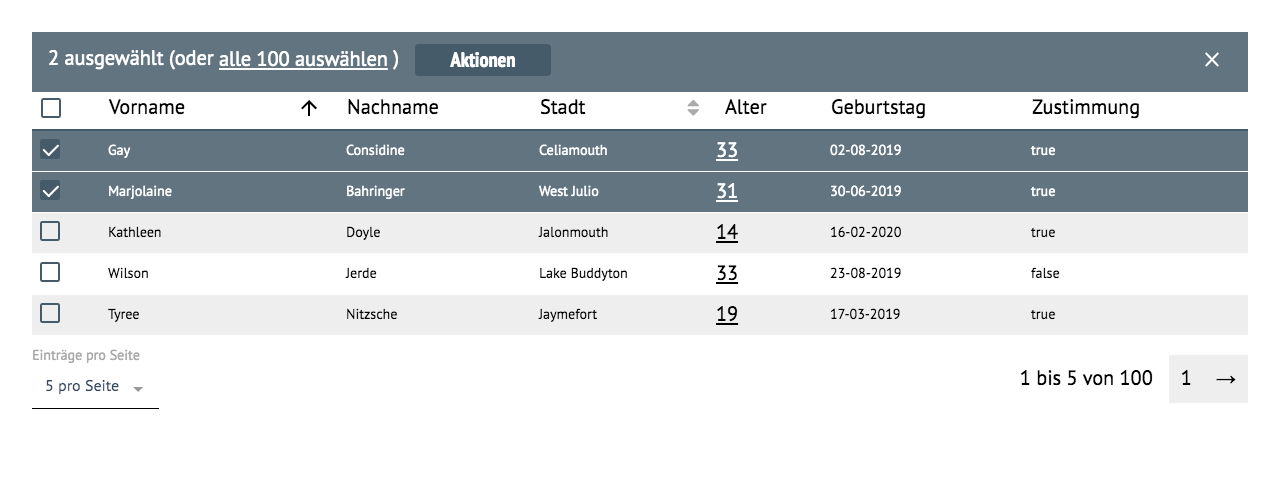 2 ausgewählt (oder alle 100 auswählen ) Aktionen
Vorname Nachname Stadt Alter Geburtstag Zustimmung
Gay Considine Celiamouth 33 02-08-2019 true
Marjolaine Bahringer West Julio 31 30-06-2019 true
Kathleen Doyle Jalonmouth 14 16-02-2020 true
Wilson Jerde Lake Buddyton 33 23-08-2019 false
Tyree Nitzsche Jaymefort 19 17-03-2019 true
Einträge pro Seite
5 pro Seite
1 bis 5 von 100 1 →